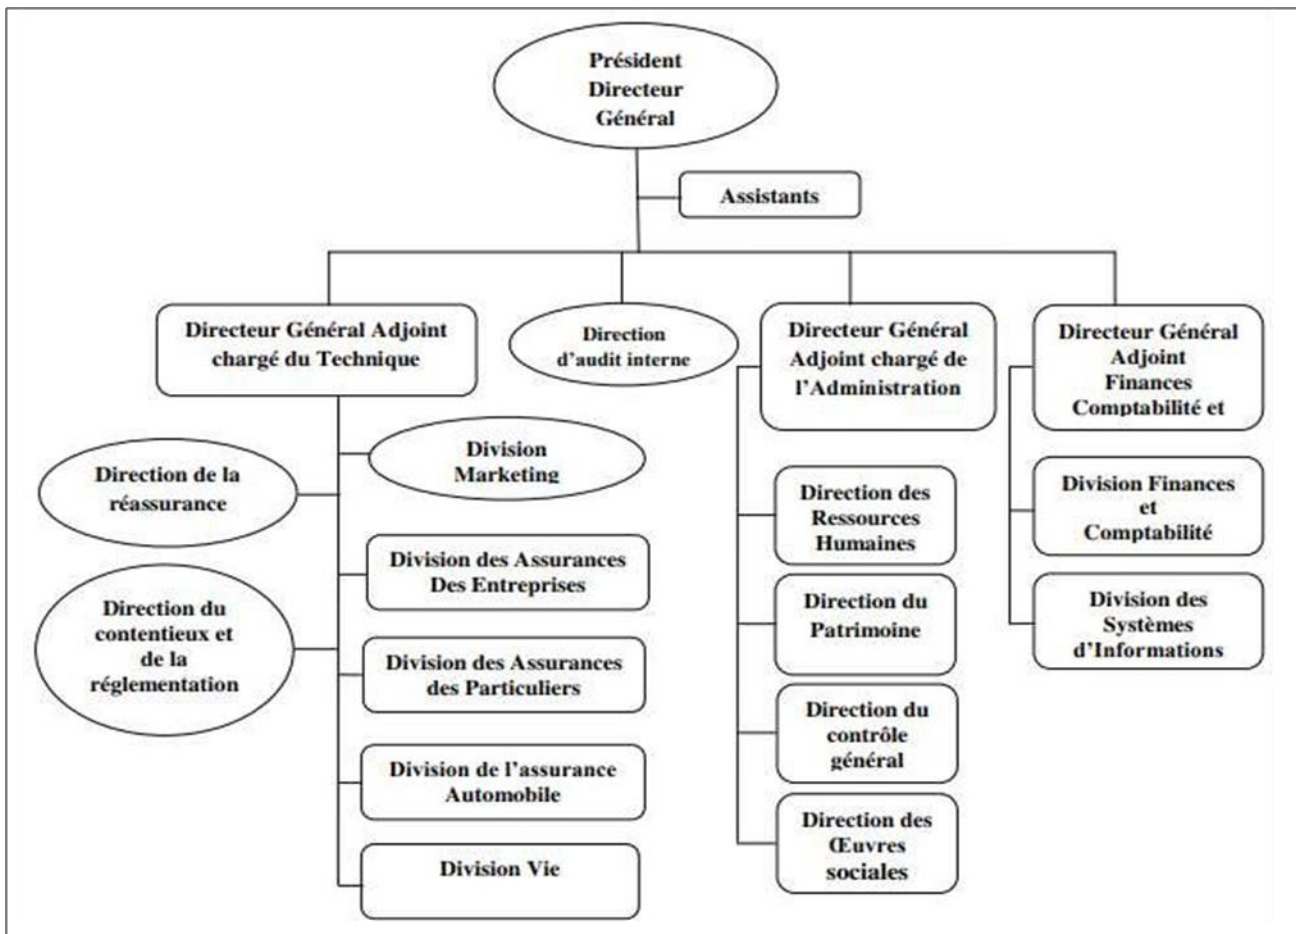 Président
Directeur
Général
Assistants
Directeur Général Adjoint
chargé du Technique
Direction
d'audit interne
Directeur Général
Adjoint chargé de
l'Administration
Directeur Général
Adjoint
Finances
Comptabilité et
Division
Marketing
Direction de la
réassurance
Division des Assurances
Des Entreprises
Direction du
contentieux et
de la
réglementation
Division des Assurances
des Particuliers
Division de l'assurance
Automobile
Division Vie
Direction des
Ressources
Humaines
Direction du
Patrimoine
Direction du
contrôle
général
Direction des
Œuvres
sociales
Division Finances
et
Comptabilité
Division des
Systèmes
d'Informations